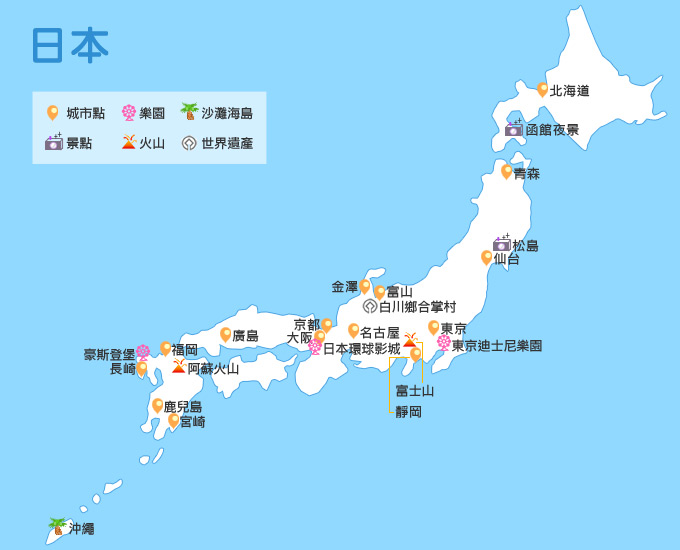 日本
城市點 樂園 沙灘海島
景點 火山 世界遺產
北海道
函館夜景
青森
松島
仙台
金澤
富山
白川鄉合掌村
京都
大阪
名古屋
東京
廣島
日本環球影城
東京迪士尼樂園
豪斯登堡
福岡
長崎
阿蘇火山
富士山
鹿兒島
靜岡
宮崎
沖繩